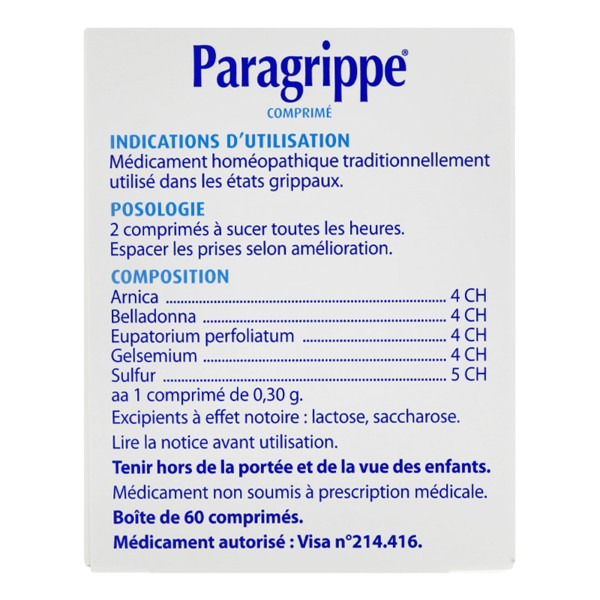 Paragrippe®
COMPRIMÉ
INDICATIONS D'UTILISATION
Médicament homéopathique traditionnellement
utilisé dans les états grippaux.
POSOLOGIE
2 comprimés à sucer toutes les heures.
Espacer les prises selon amélioration.
COMPOSITION
Arnica ........................................................ 4 CH
Belladonna ................................................ 4 CH
Eupatorium perfoliatum ............................. 4 CH
Gelsemium ................................................ 4 CH
Sulfur ........................................................ 5 CH
aa 1 comprimé de 0,30 g.
Excipients à effet notoire : lactose, saccharose.
Lire la notice avant utilisation.
Tenir hors de la portée et de la vue des enfants.
Médicament non soumis à prescription médicale.
Boîte de 60 comprimés.
Médicament autorisé : Visa n°214.416.